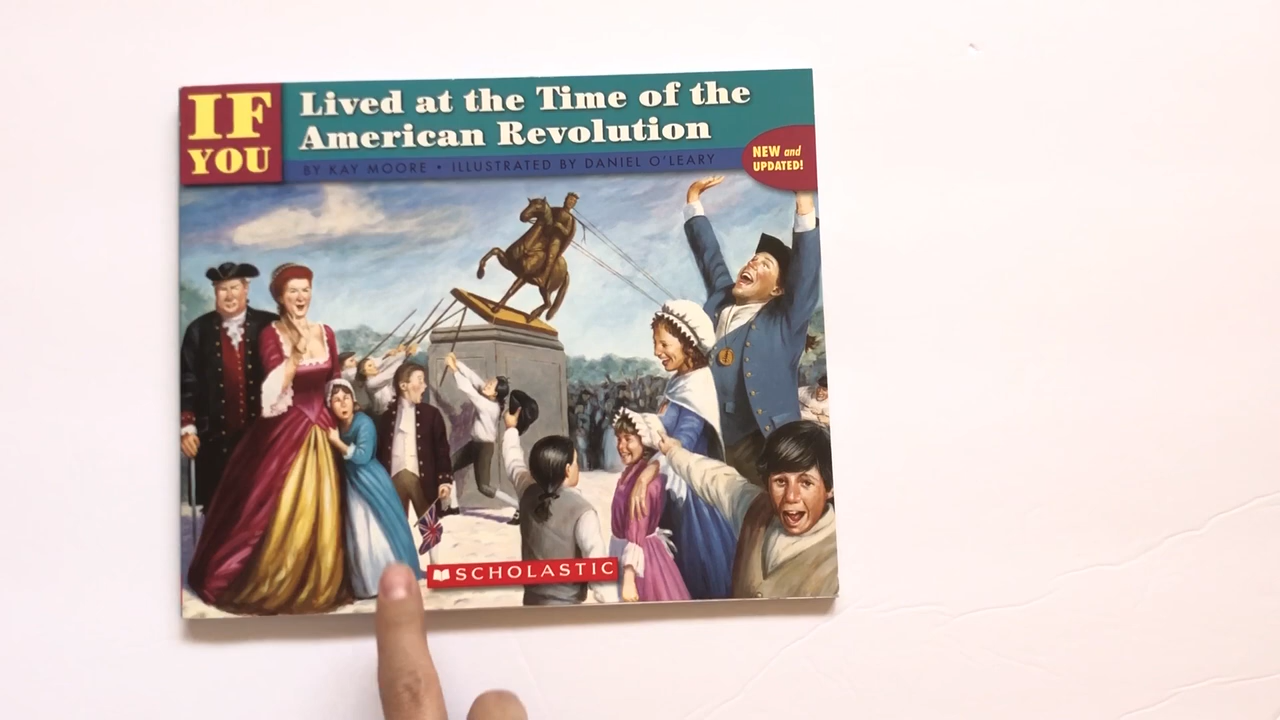 IF
YOU
Lived at the Time of the
American Revolution
BY KAY MOORE • ILLUSTRATED BY DANIEL O'LEARY
NEW and
UPDATED!
SCHOLASTIC